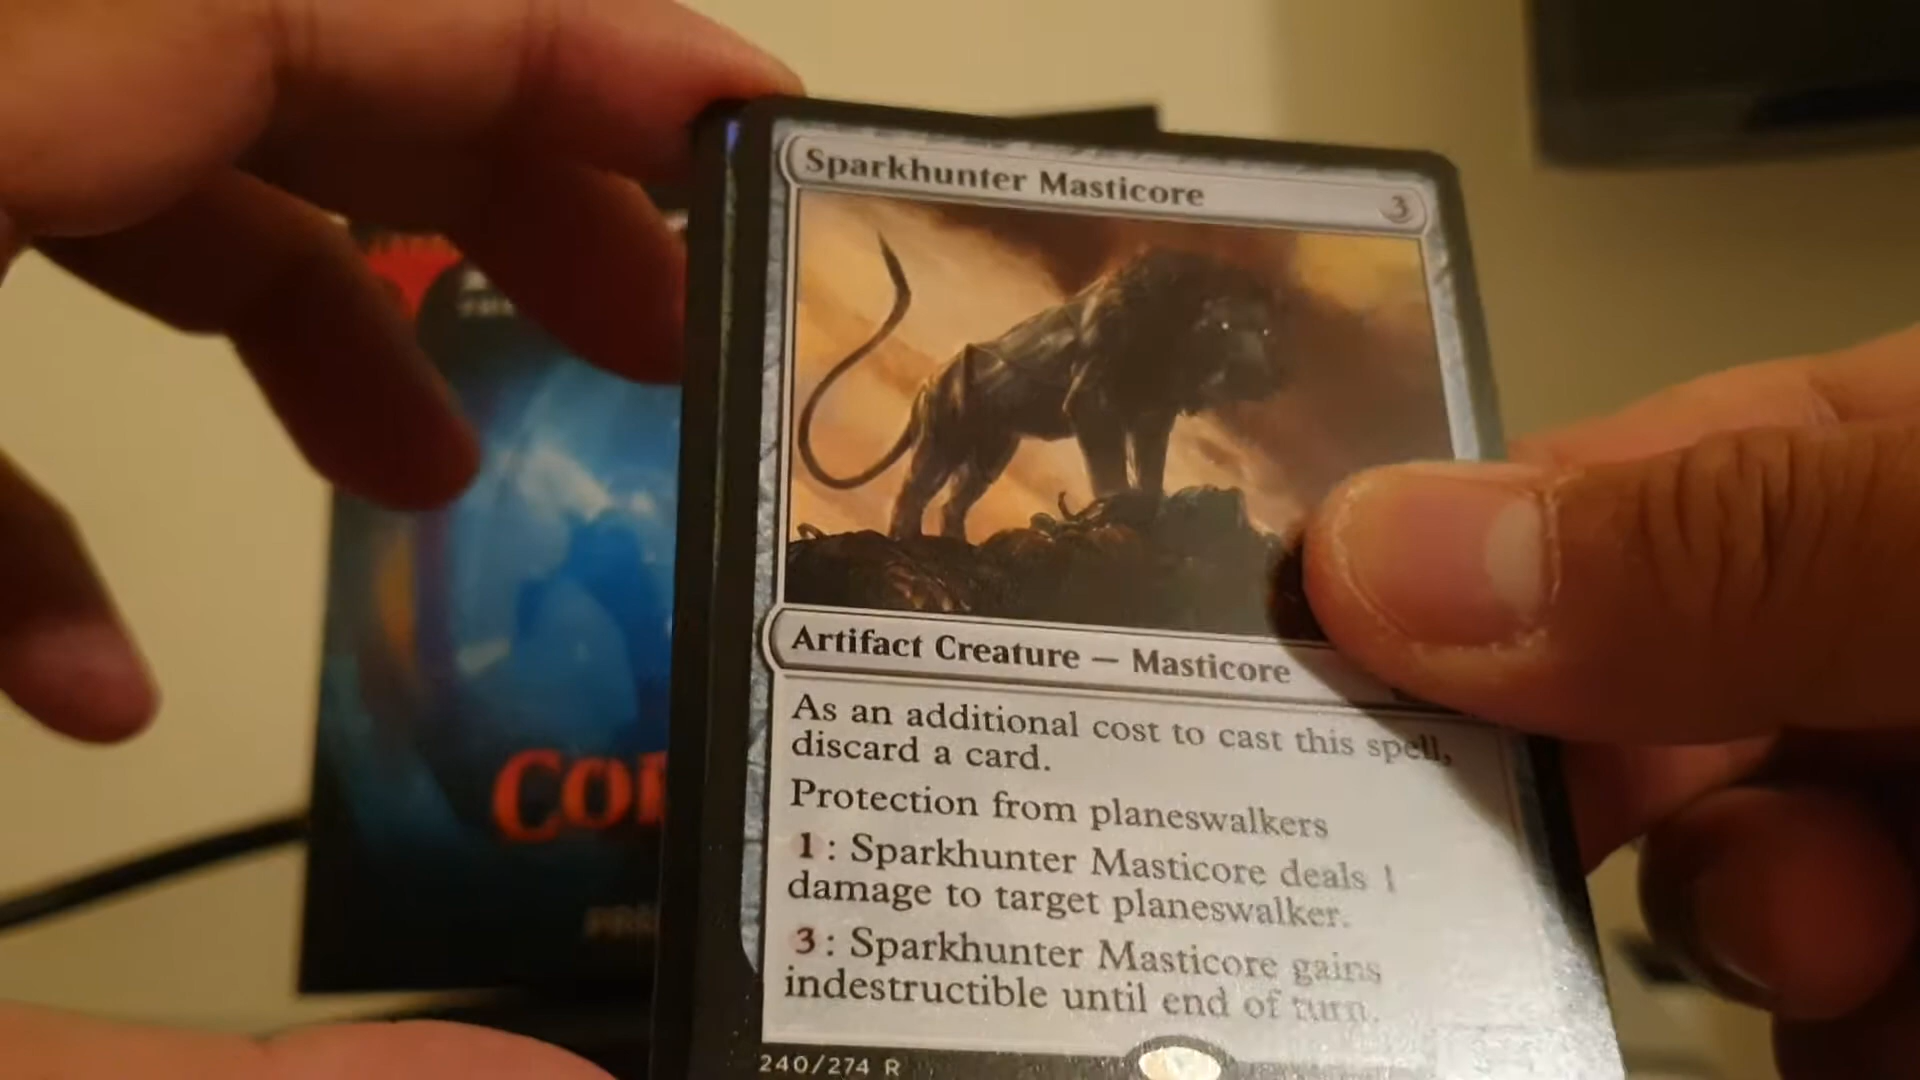 Sparkhunter Masticore 3
Artifact Creature — Masticore
As an additional cost to cast this spell,
discard a card.
Protection from planeswalkers
1: Sparkhunter Masticore deals 1
damage to target planeswalker.
3: Sparkhunter Masticore gains
indestructible until end of turn.
240/274 R